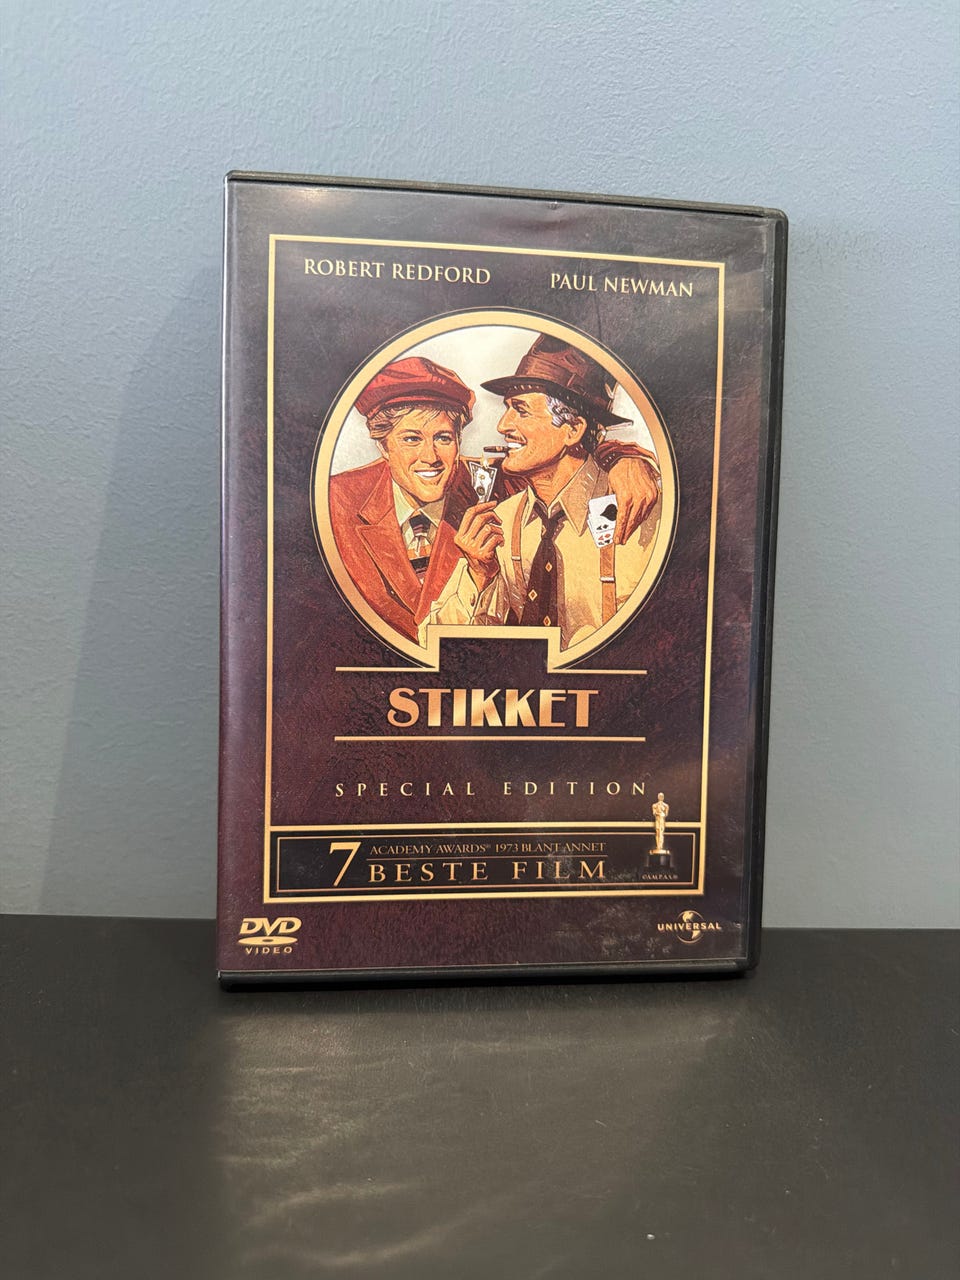 ROBERT REDFORD
PAUL NEWMAN
STIKKET
SPECIAL EDITION
7
ACADEMY AWARDS® 1973 BLANT ANNET
BESTE FILM
©A.M.P.A.S.®
DVD
VIDEO
UNIVERSAL